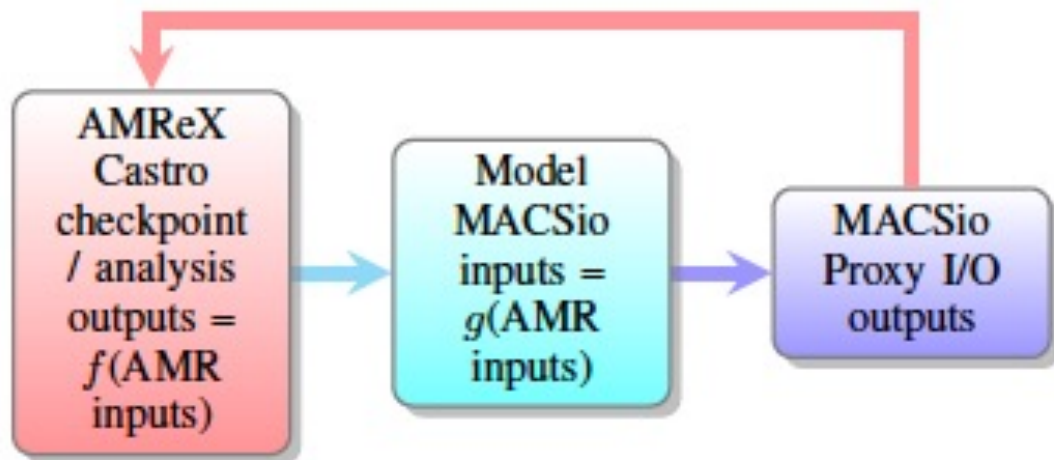 AMReX
Castro
checkpoint
/ analysis
outputs =
f(AMR
inputs)
Model
MACSio
inputs =
g(AMR
inputs)
MACSio
Proxy I/O
outputs